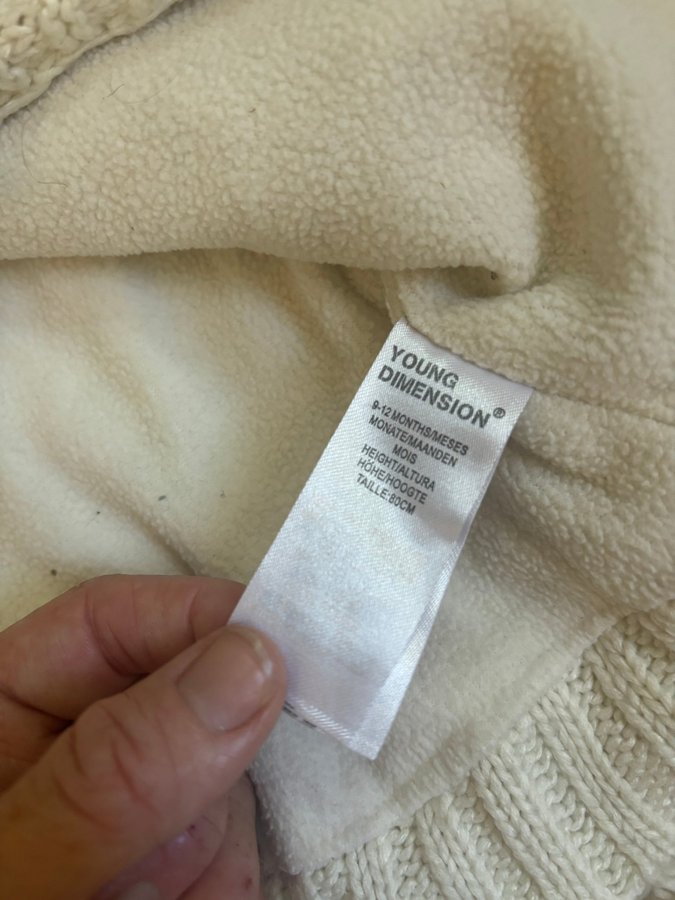 YOUNG
DIMENSION®
9-12 MONTHS/MESES
MONATE/MAANDEN
MOIS
HEIGHT/ALTURA
HÖHE/HOOGTE
TAILLE:80CM